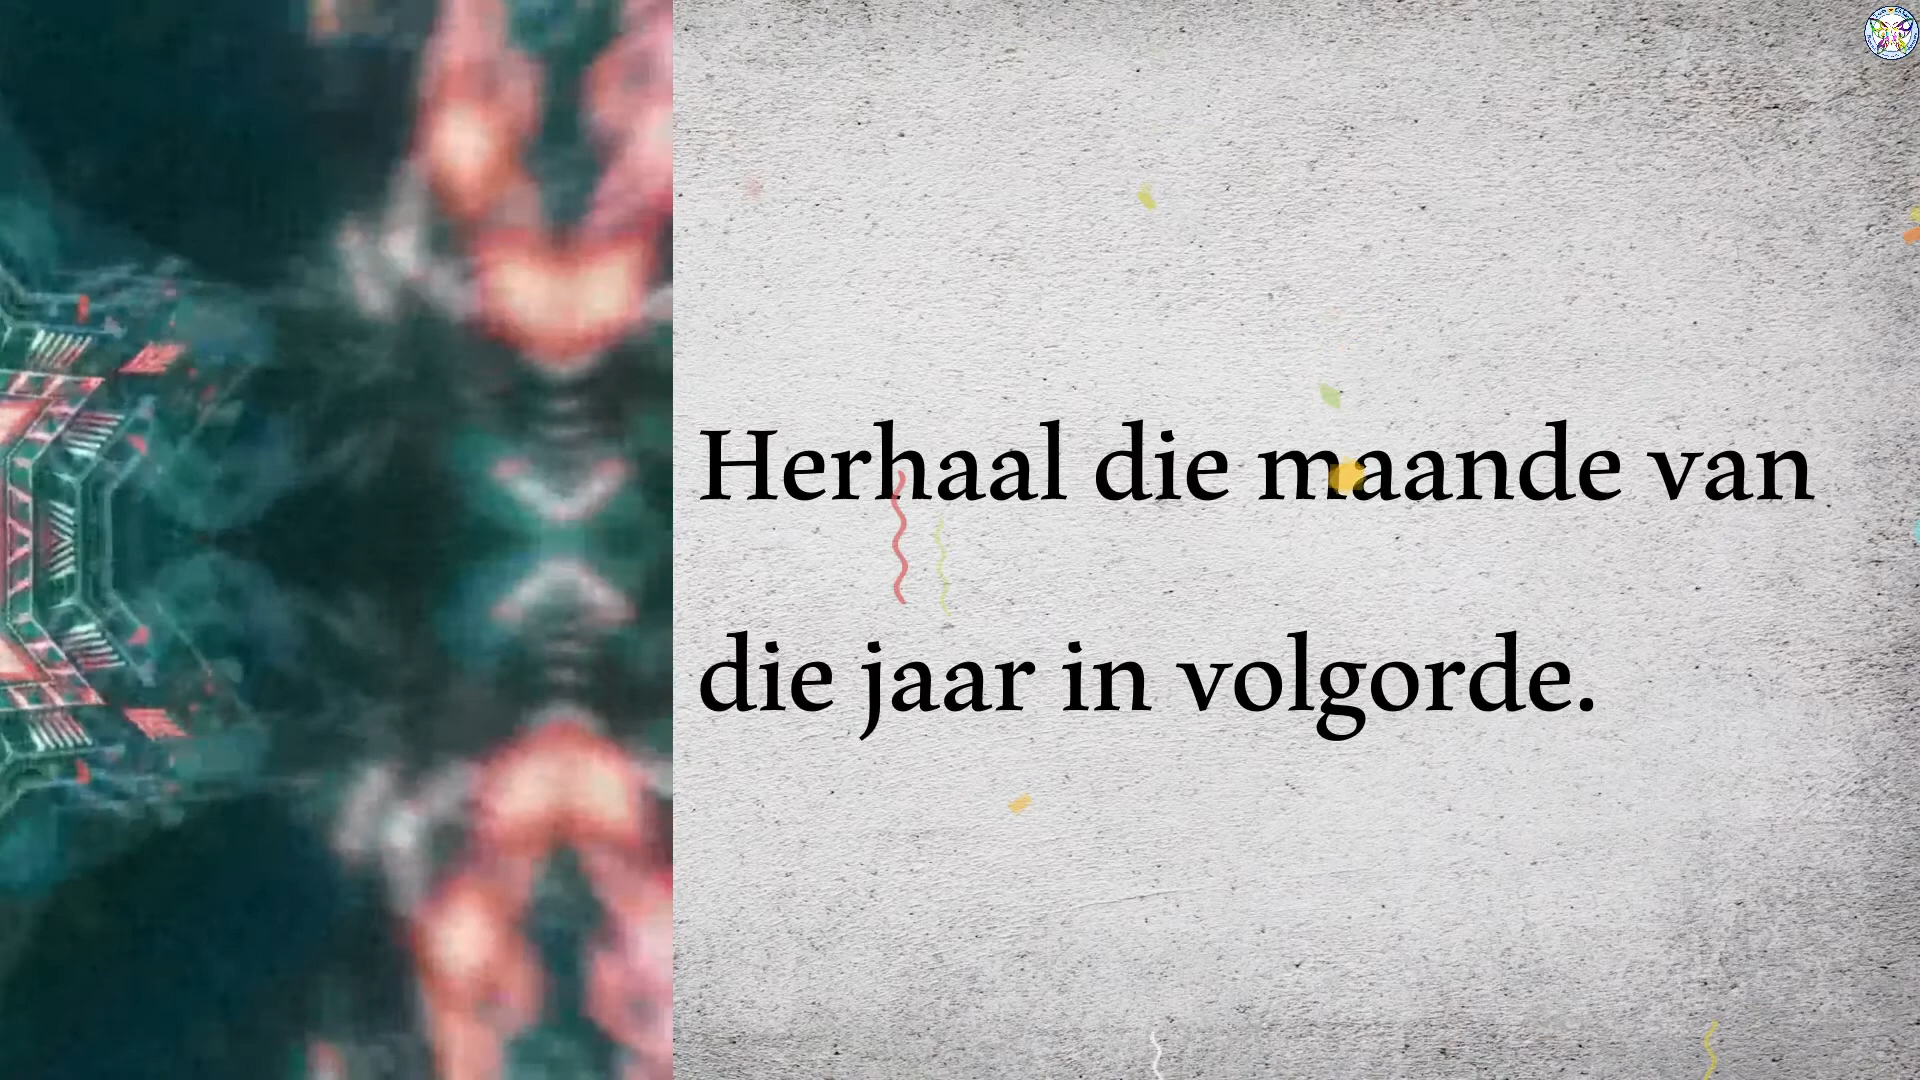 Herhaal die maande van
die jaar in volgorde.